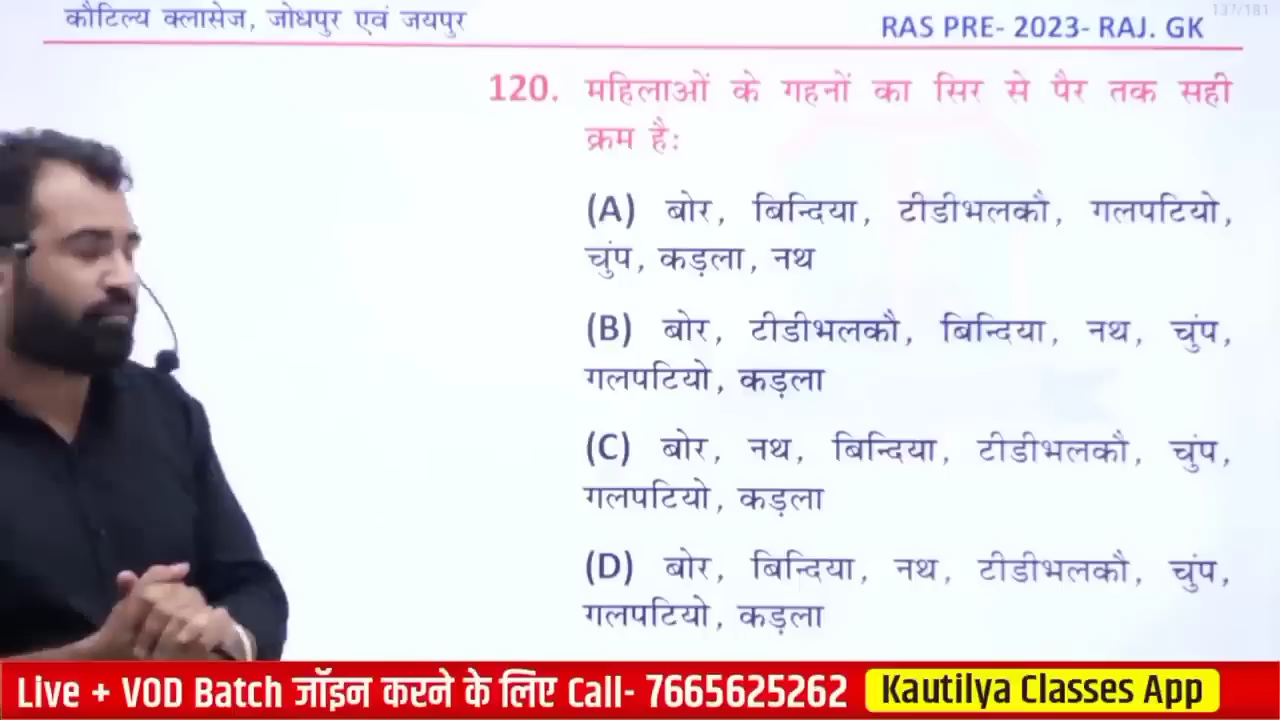 कौटिल्य क्लासेज, जोधपुर एवं जयपुर
RAS PRE- 2023- RAJ. GK
137/181
120. महिलाओं के गहनों का सिर से पैर तक सही
क्रम है:
(A) बोर, बिन्दिया, टीडीभलकौ, गलपटियो,
चुंप, कड़ला, नथ
(B) बोर, टीडीभलकौ, बिन्दिया, नथ, चुंप,
गलपटियो, कड़ला
(C) बोर, नथ, बिन्दिया, टीडीभलकौ, चुंप,
गलपटियो, कड़ला
(D) बोर, बिन्दिया, नथ, टीडीभलकौ, चुंप,
गलपटियो, कड़ला
Live + VOD Batch जॉइन करने के लिए Call- 7665625262
Kautilya Classes App